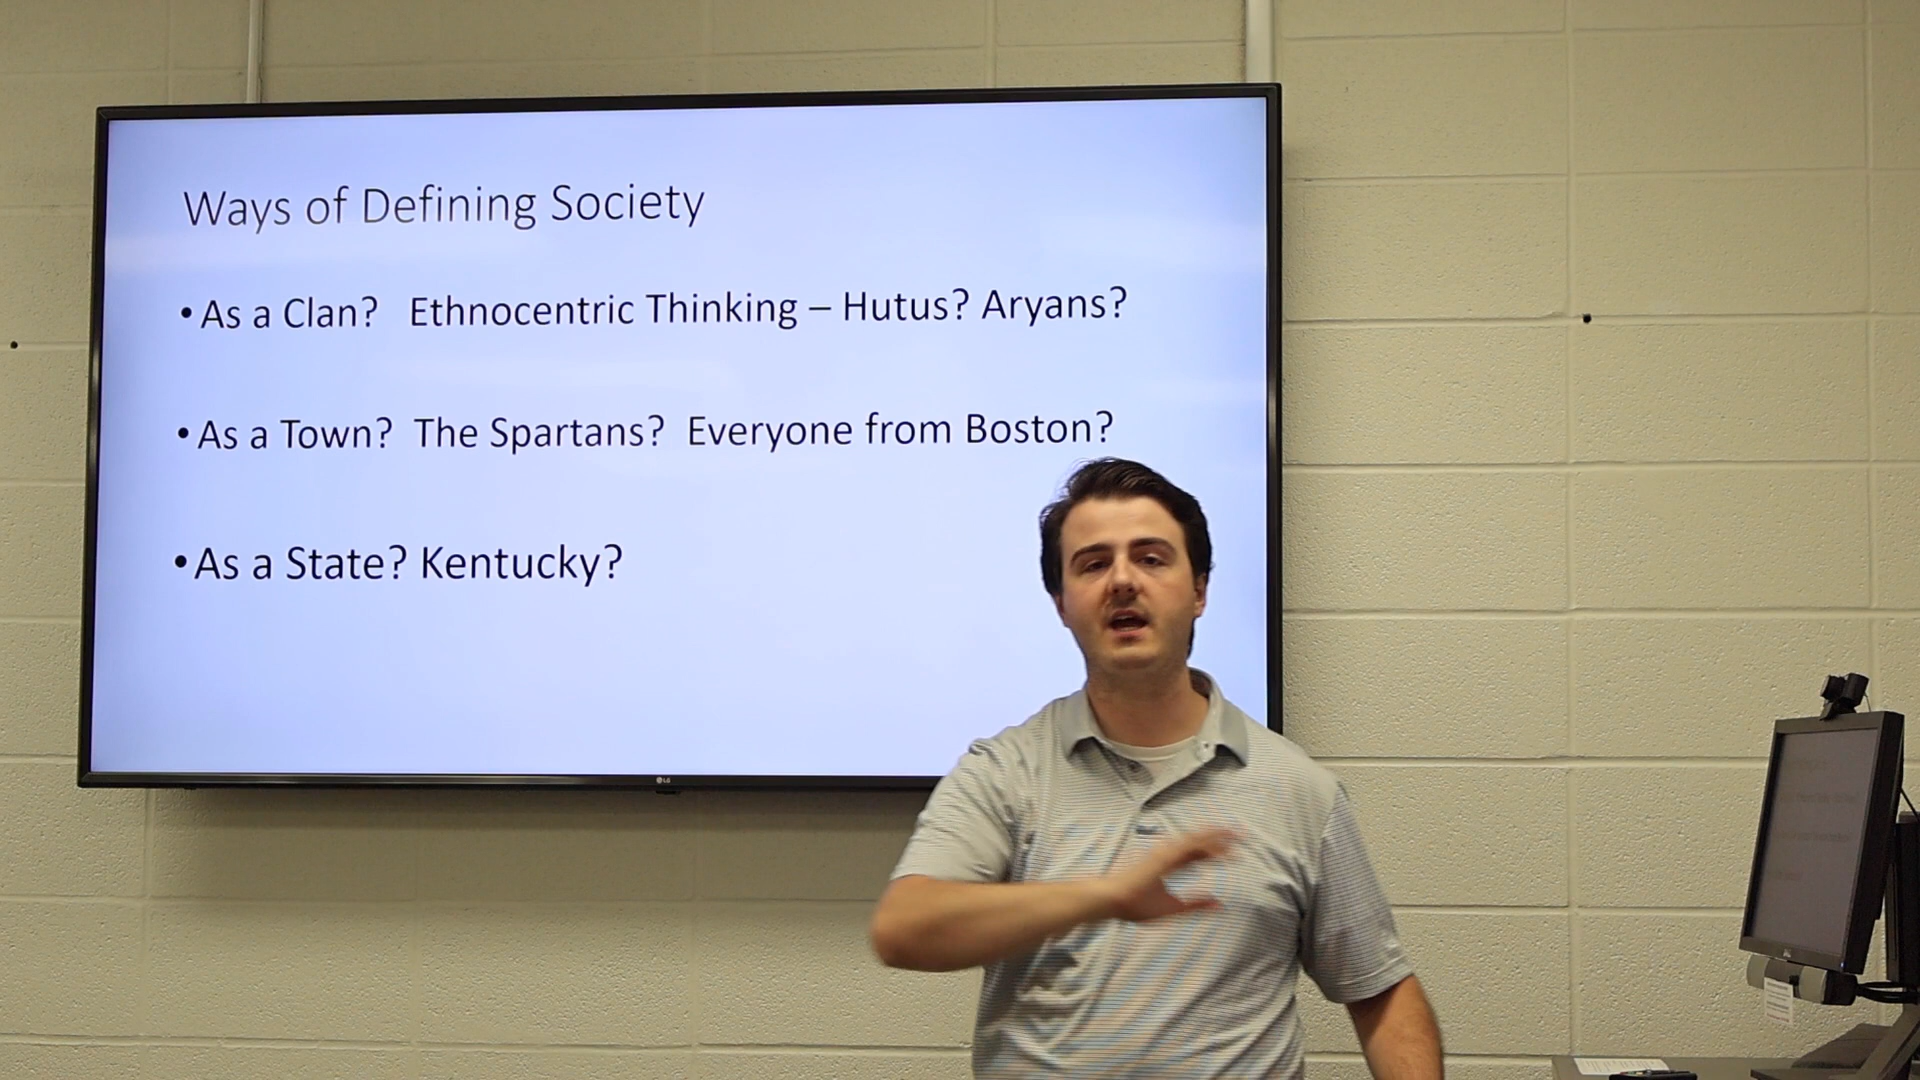 Ways of Defining Society
• As a Clan? Ethnocentric Thinking – Hutus? Aryans?
• As a Town? The Spartans? Everyone from Boston?
• As a State? Kentucky?
LG